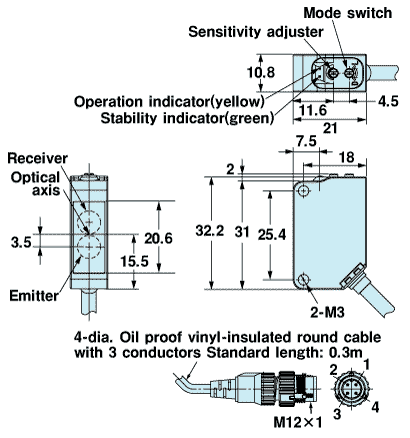 Mode switch
Sensitivity adjuster
10.8
Operation indicator(yellow)
Stability indicator(green)
11.6
4.5
21
7.5
Receiver
Optical
axis
2
18
3.5
20.6
15.5
32.2
31
25.4
Emitter
2-M3
4-dia. Oil proof vinyl-insulated round cable
with 3 conductors Standard length: 0.3m
2
1
3
4
M12×1